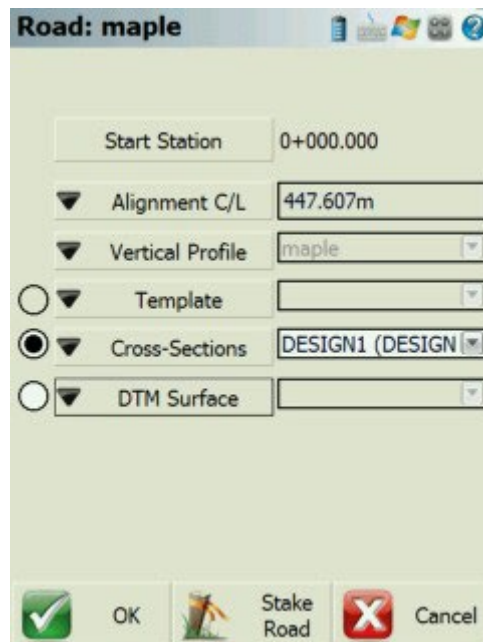 Road: maple
Start Station 0+000.000
Alignment C/L 447.607m
Vertical Profile maple
Template
Cross-Sections DESIGN1 (DESIGN
DTM Surface
OK Stake Road Cancel